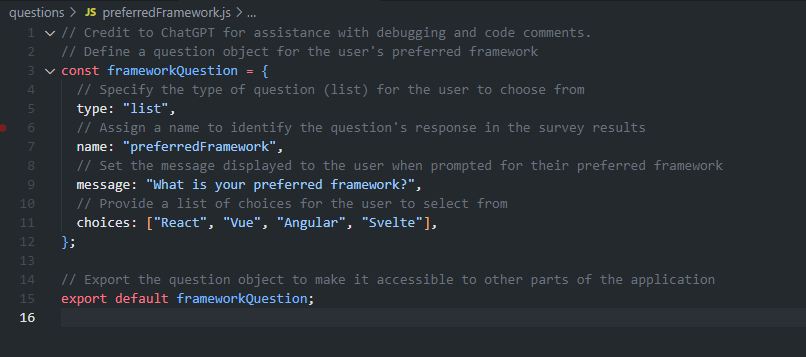 questions > JS preferredFramework.js > ...
1 // Credit to ChatGPT for assistance with debugging and code comments.
2 // Define a question object for the user's preferred framework
3 const frameworkQuestion = {
4 // Specify the type of question (list) for the user to choose from
5 type: "list",
6 // Assign a name to identify the question's response in the survey results
7 name: "preferredFramework",
8 // Set the message displayed to the user when prompted for their preferred framework
9 message: "What is your preferred framework?",
10 // Provide a list of choices for the user to select from
11 choices: ["React", "Vue", "Angular", "Svelte"],
12 };
13
14 // Export the question object to make it accessible to other parts of the application
15 export default frameworkQuestion;
16